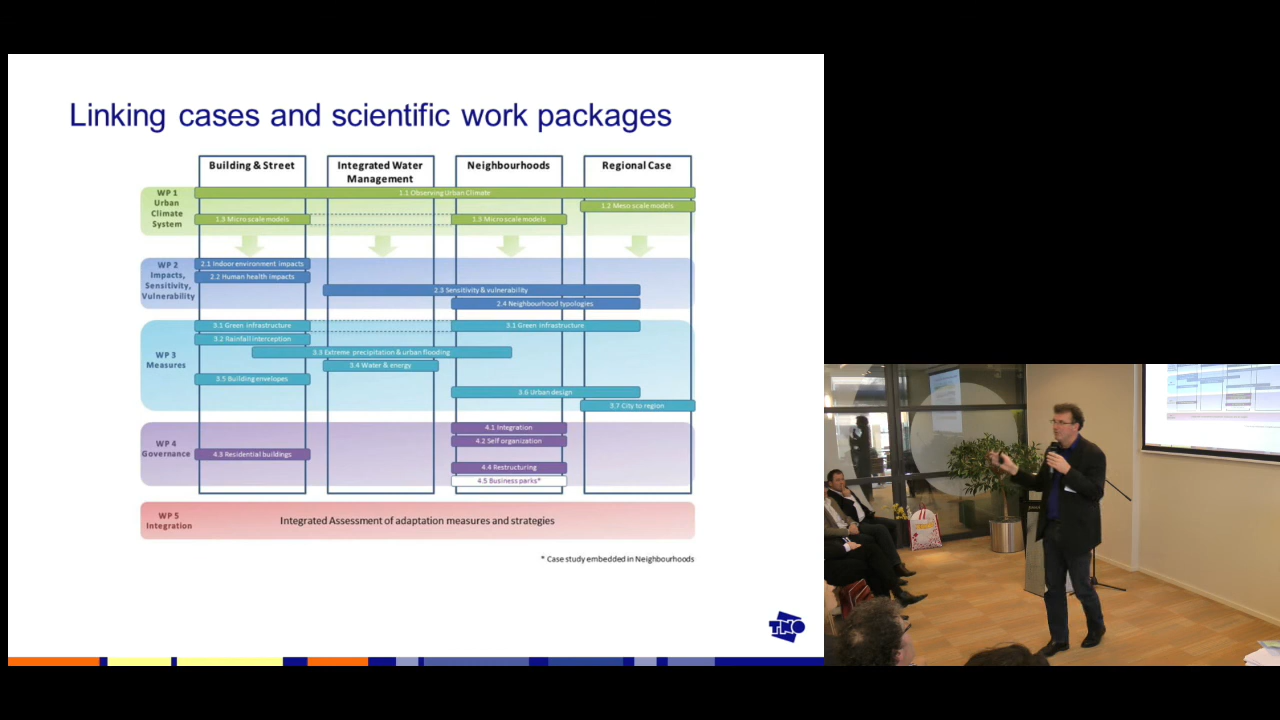 Linking cases and scientific work packages
Building & Street
Integrated Water
Management
Neighbourhoods
Regional Case
WP 1
Urban
Climate
System
1.1 Observing Urban Climate
1.2 Meso scale models
1.3 Micro scale models
1.3 Micro scale models
WP 2
Impacts,
Sensitivity,
Vulnerability
2.1 Indoor environment impacts
2.2 Human health impacts
2.3 Sensitivity & vulnerability
2.4 Neighbourhood typologies
WP 3
Measures
3.1 Green infrastructure
3.1 Green infrastructure
3.2 Rainfall interception
3.3 Extreme precipitation & urban flooding
3.4 Water & energy
3.5 Building envelopes
3.6 Urban design
3.7 City to region
WP 4
Governance
4.1 Integration
4.2 Self organization
4.3 Residential buildings
4.4 Restructuring
4.5 Business parks*
WP 5
Integration
Integrated Assessment of adaptation measures and strategies
* Case study embedded in Neighbourhoods
TNO